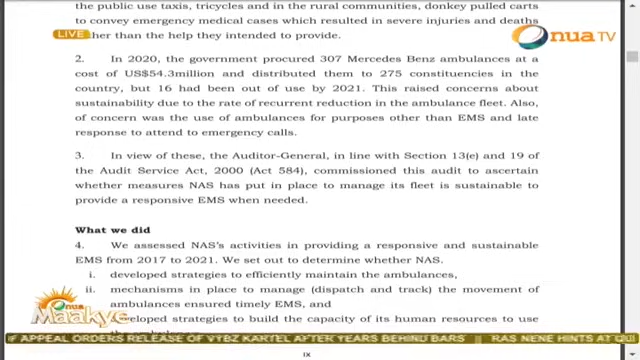 the public use taxis, tricycles and in the rural communities, donkey pulled carts
to convey emergency medical cases which resulted in severe injuries and deaths
LIVE
ther than the help they intended to provide.
Onua TV
2. In 2020, the government procured 307 Mercedes Benz ambulances at a
cost of US$54.3million and distributed them to 275 constituencies in the
country, but 16 had been out of use by 2021. This raised concerns about
sustainability due to the rate of recurrent reduction in the ambulance fleet. Also,
of concern was the use of ambulances for purposes other than EMS and late
response to attend to emergency calls.
3. In view of these, the Auditor-General, in line with Section 13(e) and 19 of
the Audit Service Act, 2000 (Act 584), commissioned this audit to ascertain
whether measures NAS has put in place to manage its fleet is sustainable to
provide a responsive EMS when needed.
What we did
4. We assessed NAS's activities in providing a responsive and sustainable
EMS from 2017 to 2021. We set out to determine whether NAS.
i. developed strategies to efficiently maintain the ambulances,
ii. mechanisms in place to manage (dispatch and track) the movement of
ambulances ensured timely EMS, and
developed strategies to build the capacity of its human resources to use
Onua
Maakye
IF APPEAL ORDERS RELEASE OF VYBZ KARTEL AFTER YEARS BEHIND BARS || RAS NENE HINTS AT
ix